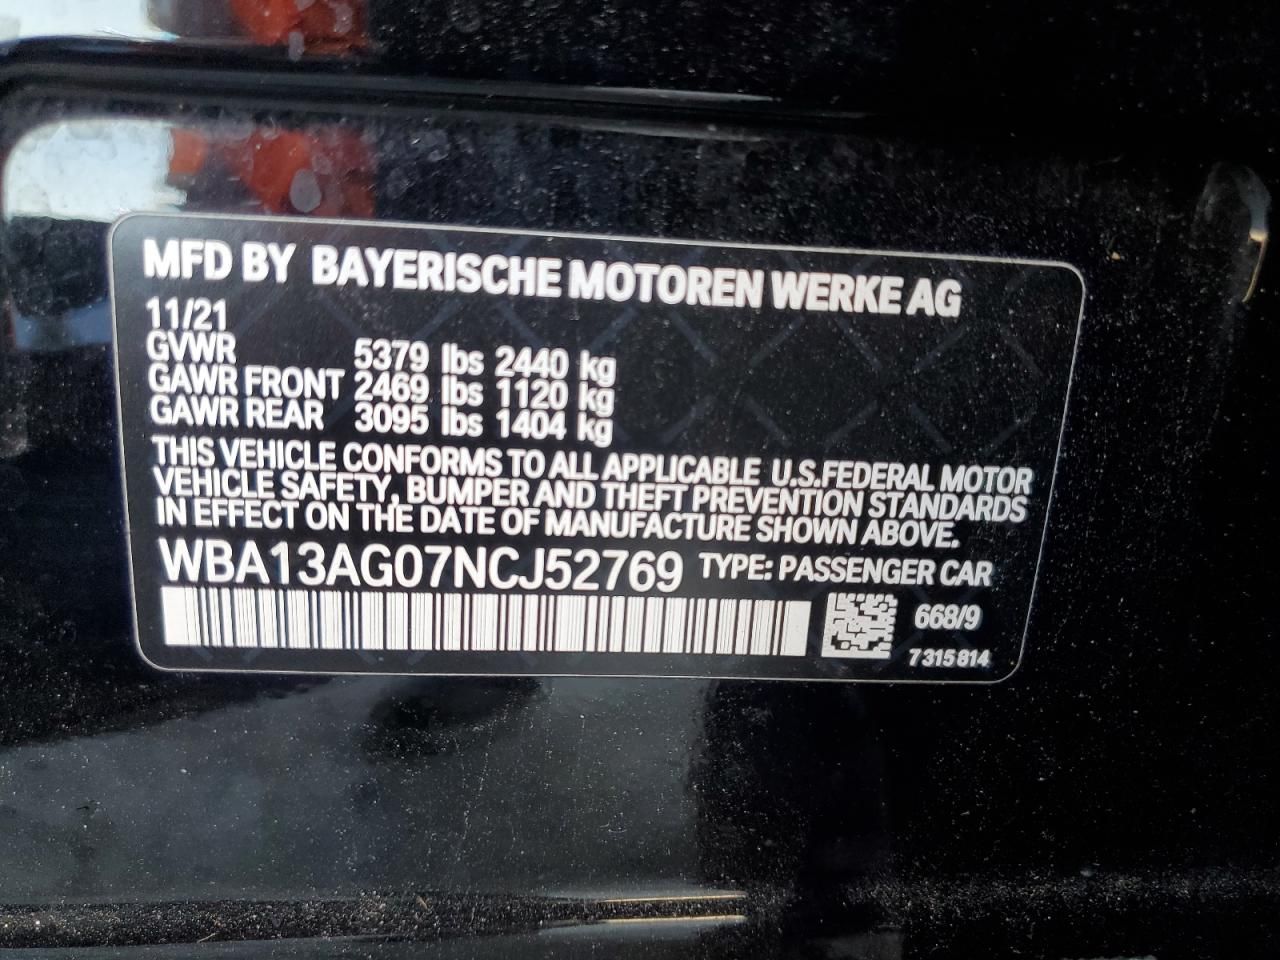 MFD BY BAYERISCHE MOTOREN WERKE AG
11/21
GVWR 5379 lbs 2440 kg
GAWR FRONT 2469 lbs 1120 kg
GAWR REAR 3095 lbs 1404 kg
THIS VEHICLE CONFORMS TO ALL APPLICABLE U.S.FEDERAL MOTOR
VEHICLE SAFETY, BUMPER AND THEFT PREVENTION STANDARDS
IN EFFECT ON THE DATE OF MANUFACTURE SHOWN ABOVE.
WBA13AG07NCJ52769 TYPE: PASSENGER CAR
668/9
7 315 814